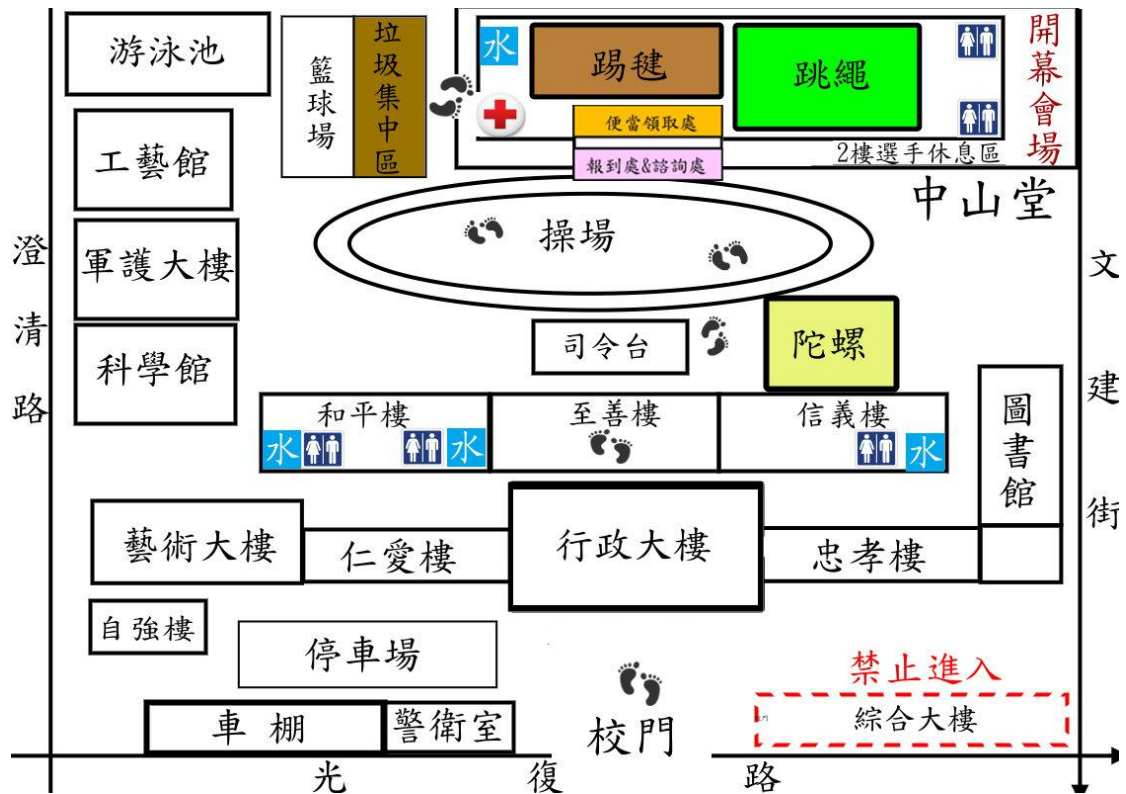 游泳池
籃球場
垃圾集中區
水
踢毽
跳繩
開幕會場
便當領取處
報到處&諮詢處
2樓選手休息區
中山堂
工藝館
軍護大樓
科學館
操場
司令台
陀螺
澄清路
文建街
和平樓
水
水
至善樓
信義樓
水
圖書館
藝術大樓
仁愛樓
行政大樓
忠孝樓
自強樓
停車場
禁止進入
綜合大樓
車棚
警衛室
校門
光復路